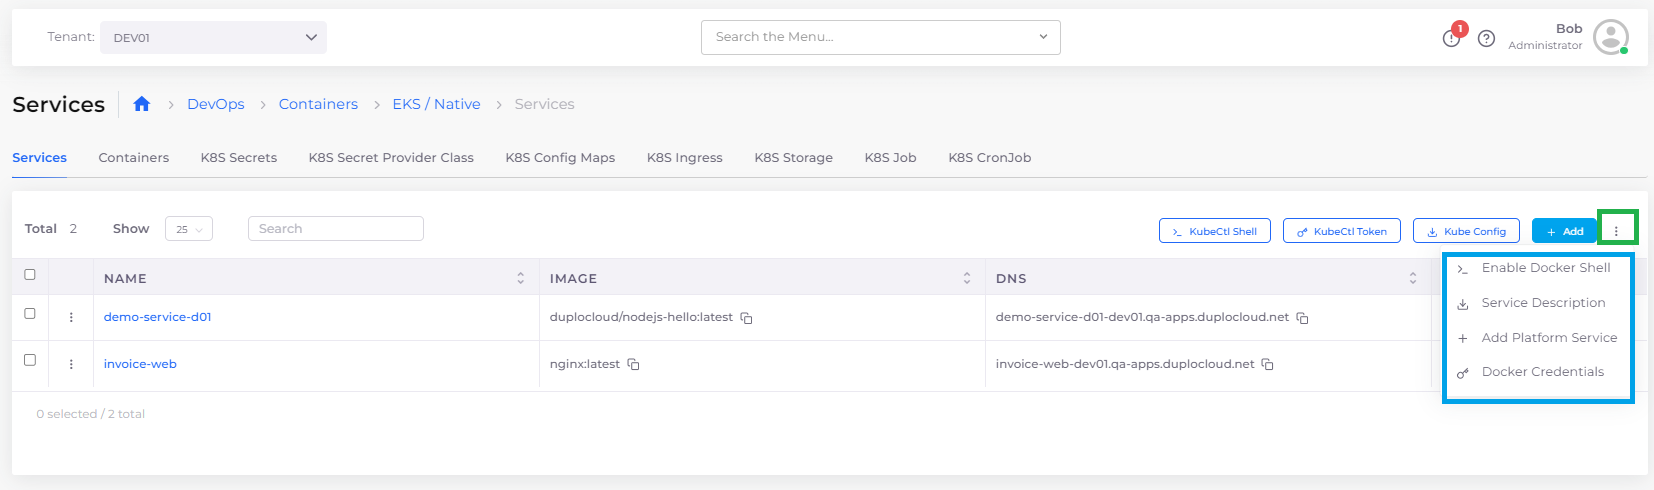 Tenant: DEV01 Search the Menu... 1 Bob
Administrator
Services DevOps Containers EKS / Native Services
Services Containers K8S Secrets K8S Secret Provider Class K8S Config Maps K8S Ingress K8S Storage K8S Job K8S CronJob
Total 2 Show 25 Search KubeCtl Shell KubeCtl Token Kube Config Add
Enable Docker Shell
Service Description
Add Platform Service
Docker Credentials
NAME IMAGE DNS
demo-service-d01 duplocloud/nodejs-hello:latest demo-service-d01-dev01.qa-apps.duplocloud.net
invoice-web nginx:latest invoice-web-dev01.qa-apps.duplocloud.net
0 selected / 2 total